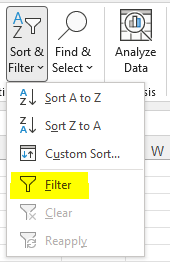 Sort & Find & Analyze
Filter Select Data
Sort A to Z
Sort Z to A
Custom Sort...
Filter
Clear
Reapply
W